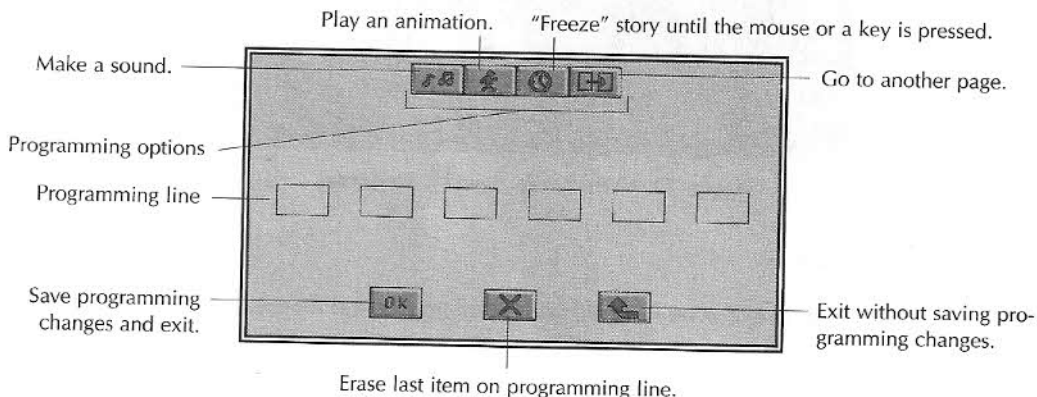 Play an animation.
“Freeze” story until the mouse or a key is pressed.
Make a sound.
Go to another page.
Programming options
Programming line
Save programming
changes and exit.
OK
Exit without saving pro-
gramming changes.
Erase last item on programming line.